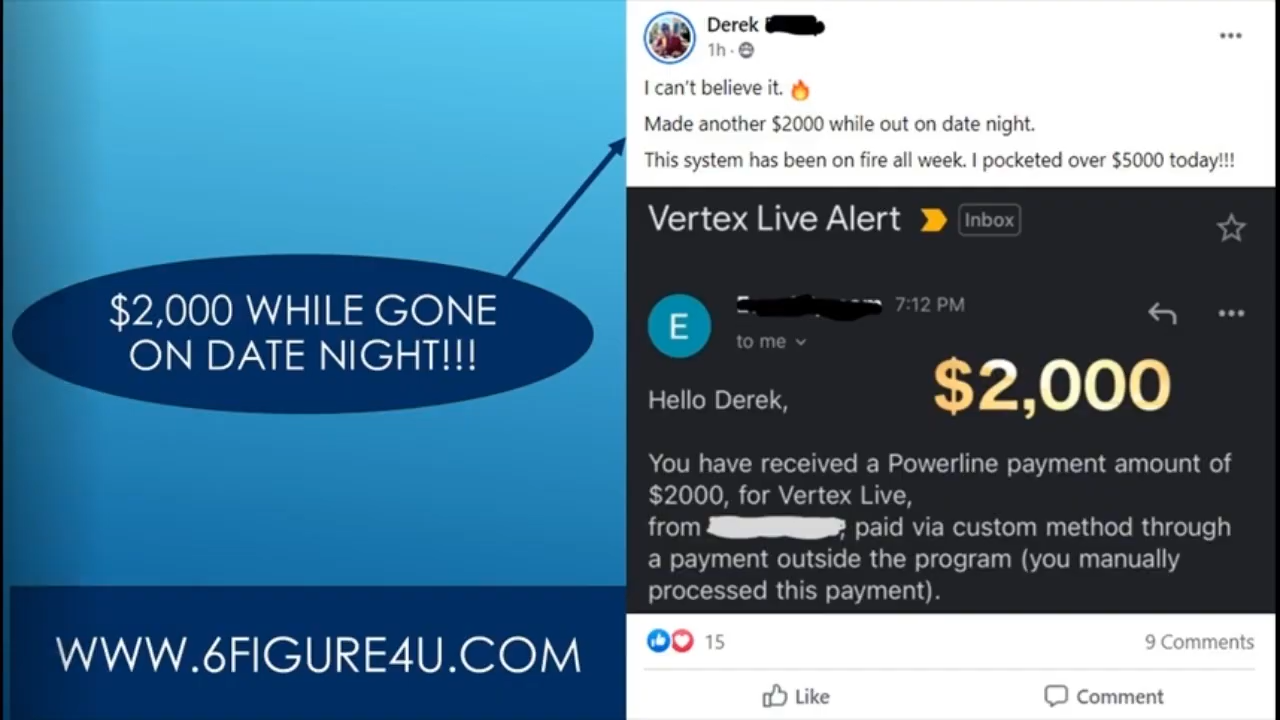 $2,000 WHILE GONE
ON DATE NIGHT!!!
WWW.6FIGURE4U.COM
Derek
1h ·
I can't believe it. 🔥
Made another $2000 while out on date night.
This system has been on fire all week. I pocketed over $5000 today!!!
Vertex Live Alert Inbox
E
7:12 PM
to me
$2,000
Hello Derek,
You have received a Powerline payment amount of
$2000, for Vertex Live,
from paid via custom method through
a payment outside the program (you manually
processed this payment).
15
9 Comments
Like
Comment